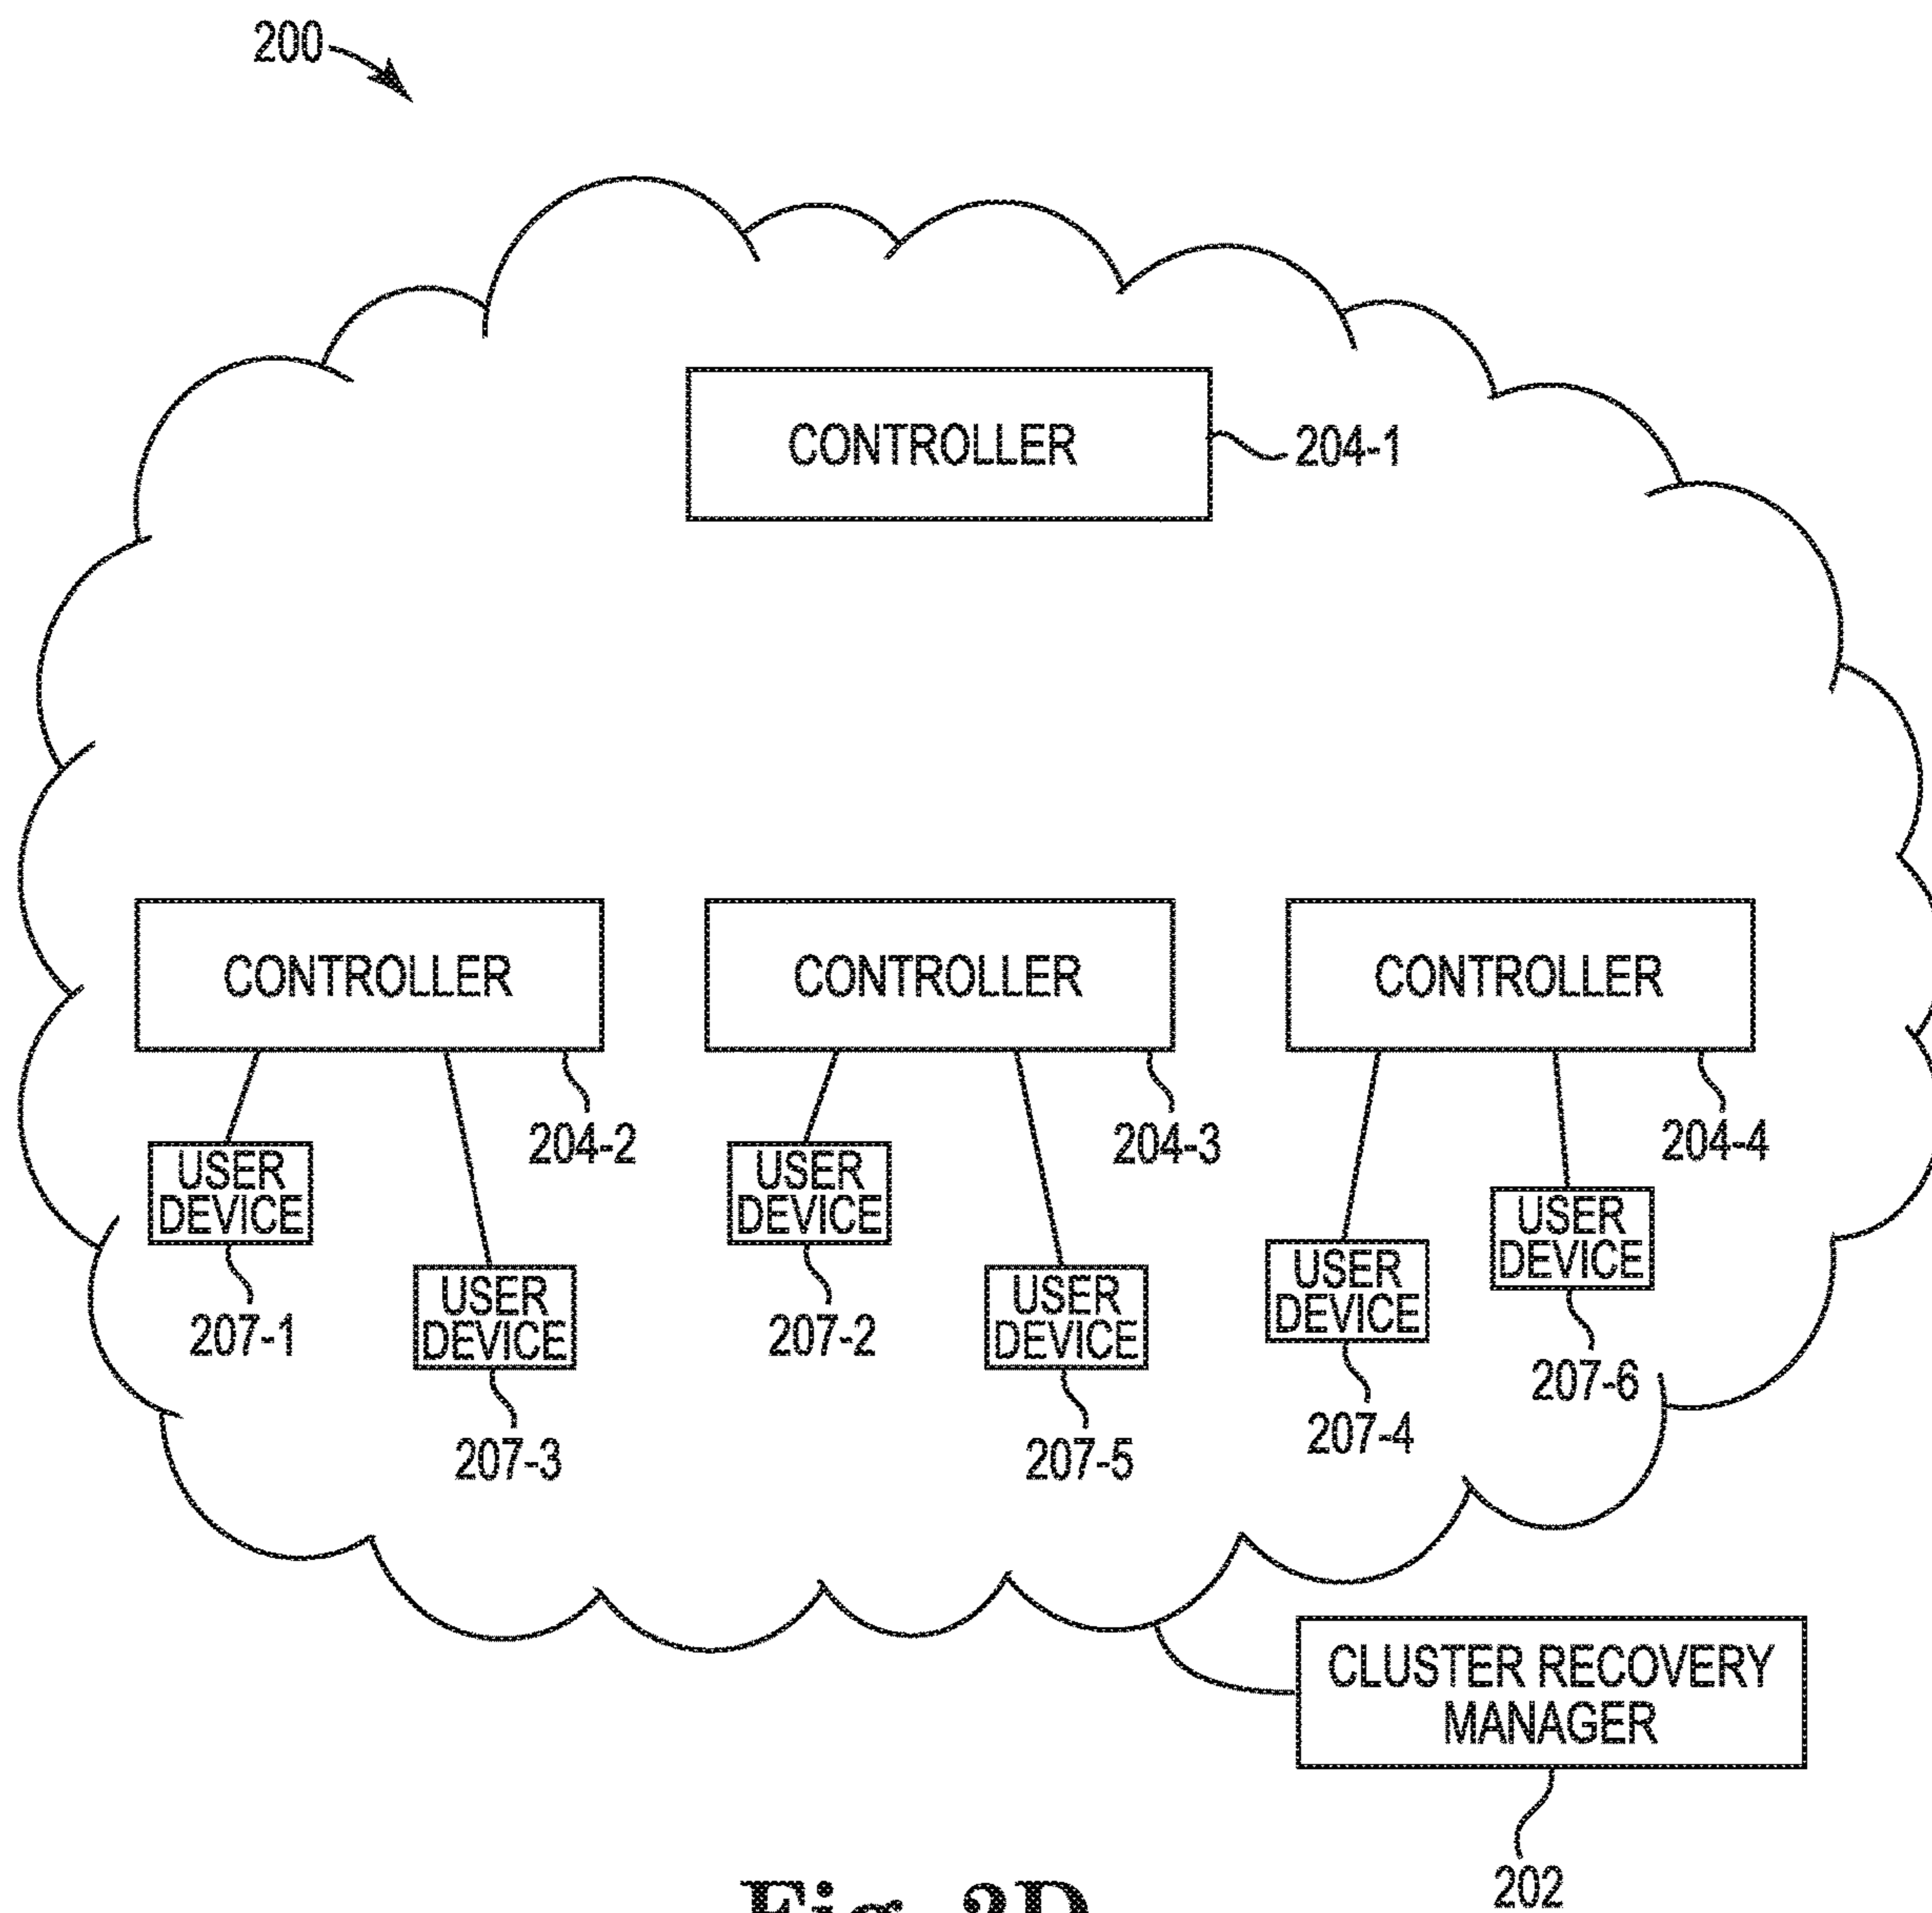 200
CONTROLLER
204-1
CONTROLLER
CONTROLLER
CONTROLLER
204-2
204-3
204-4
USER
DEVICE
USER
DEVICE
USER
DEVICE
207-1
207-2
207-6
USER
DEVICE
USER
DEVICE
USER
DEVICE
207-3
207-5
207-4
CLUSTER RECOVERY
MANAGER
202
Fig. 2D